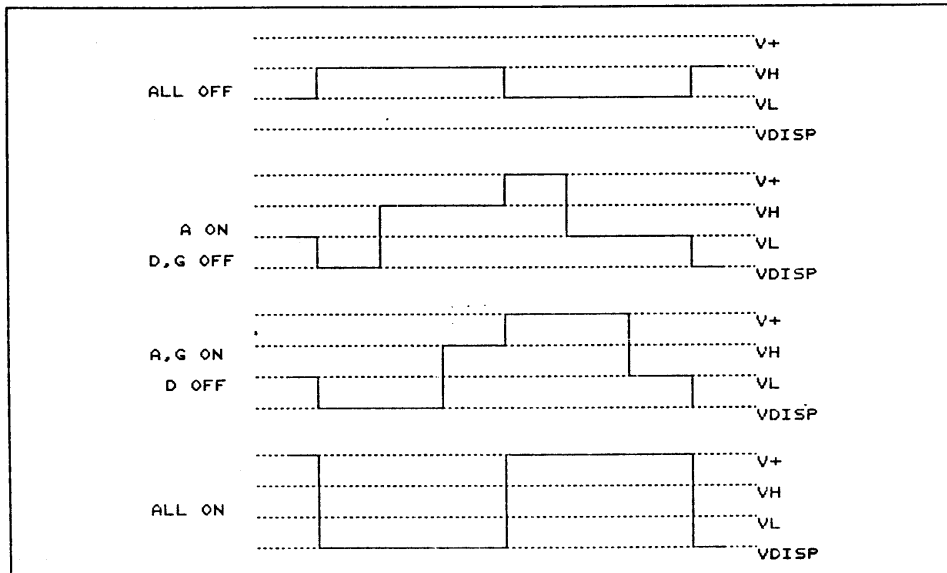 V+
VH
ALL OFF
VL
VDISP
V+
VH
A ON
VL
D,G OFF
VDISP
V+
VH
A,G ON
D OFF
VL
VDISP
V+
VH
ALL ON
VL
VDISP